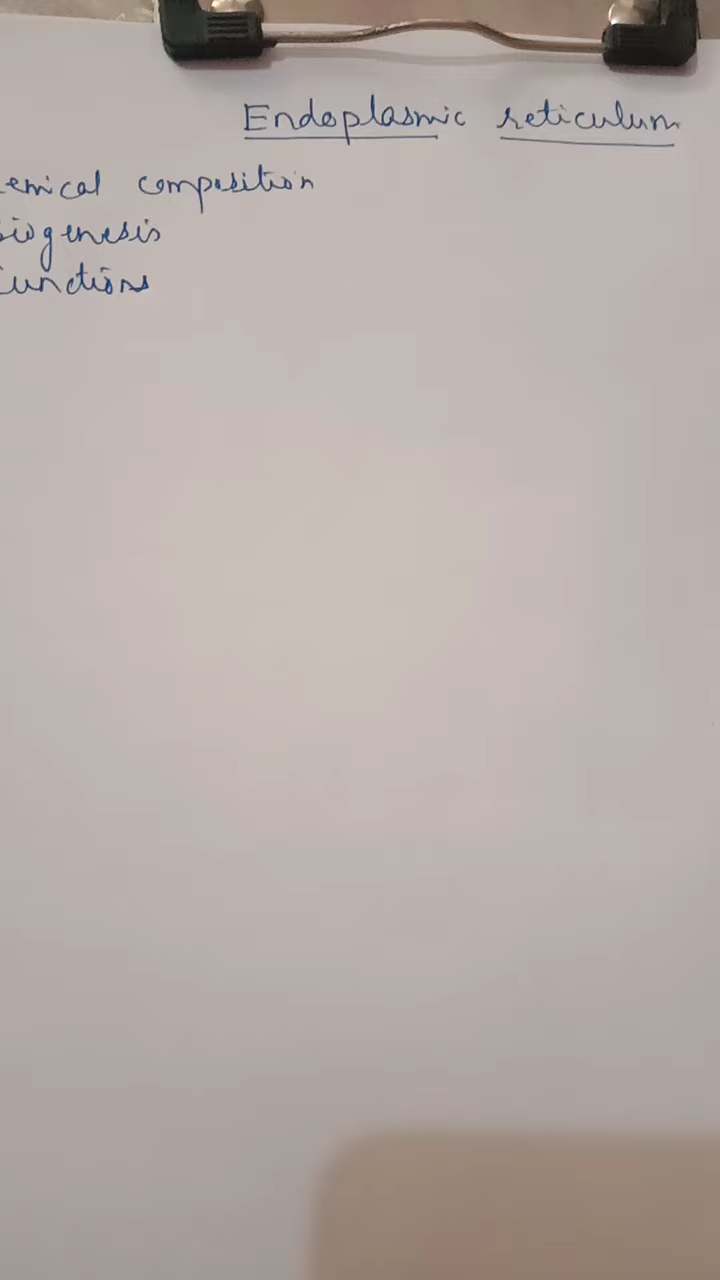 Endoplasmic reticulum
emical composition
iogenesis
unctions